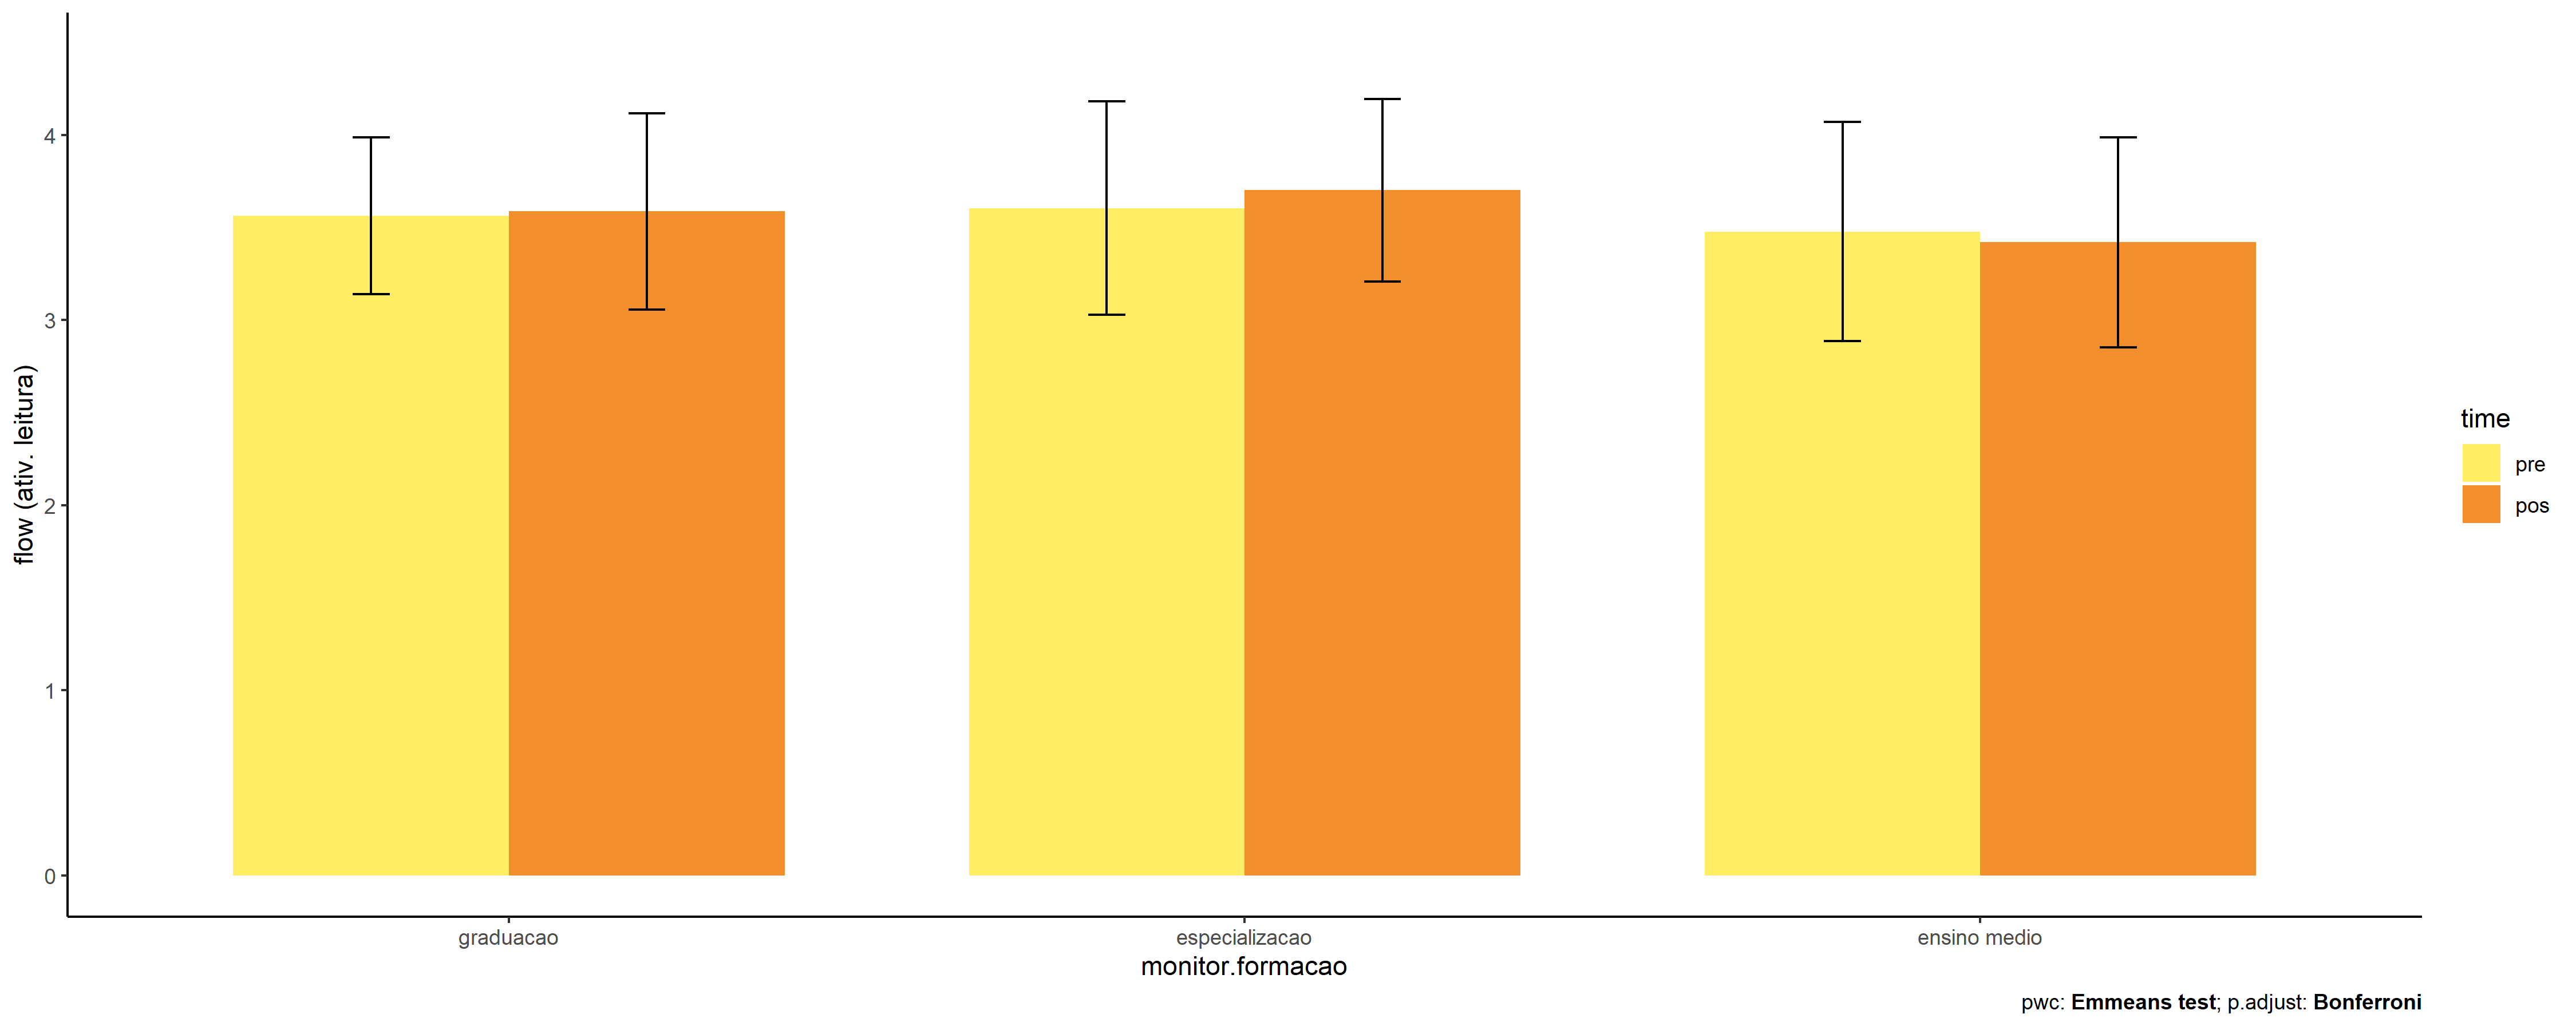 flow (ativ. leitura)
4
3
2
1
0
graduacao
especializacao
ensino medio
monitor.formacao
time
pre
pos
pwc: Emmeans test; p.adjust: Bonferroni